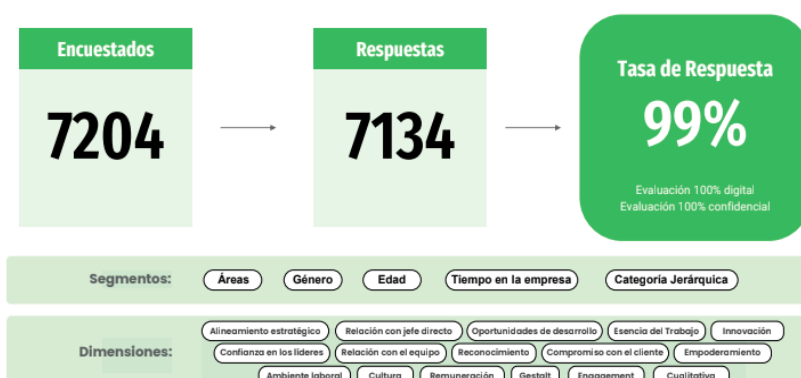 Encuestados
7204
Respuestas
7134
Tasa de Respuesta
99%
Evaluación 100% digital
Evaluación 100% confidencial
Segmentos: Áreas Género Edad Tiempo en la empresa Categoría Jerárquica
Dimensiones:
Alineamiento estratégico Relación con jefe directo Oportunidades de desarrollo Esencia del Trabajo Innovación
Confianza en los lideres Relación con el equipo Reconocimiento Compromiso con el cliente Empoderamiento
Ambiente laboral Cultura Remuneración Gestalt Engagement Cualitativa